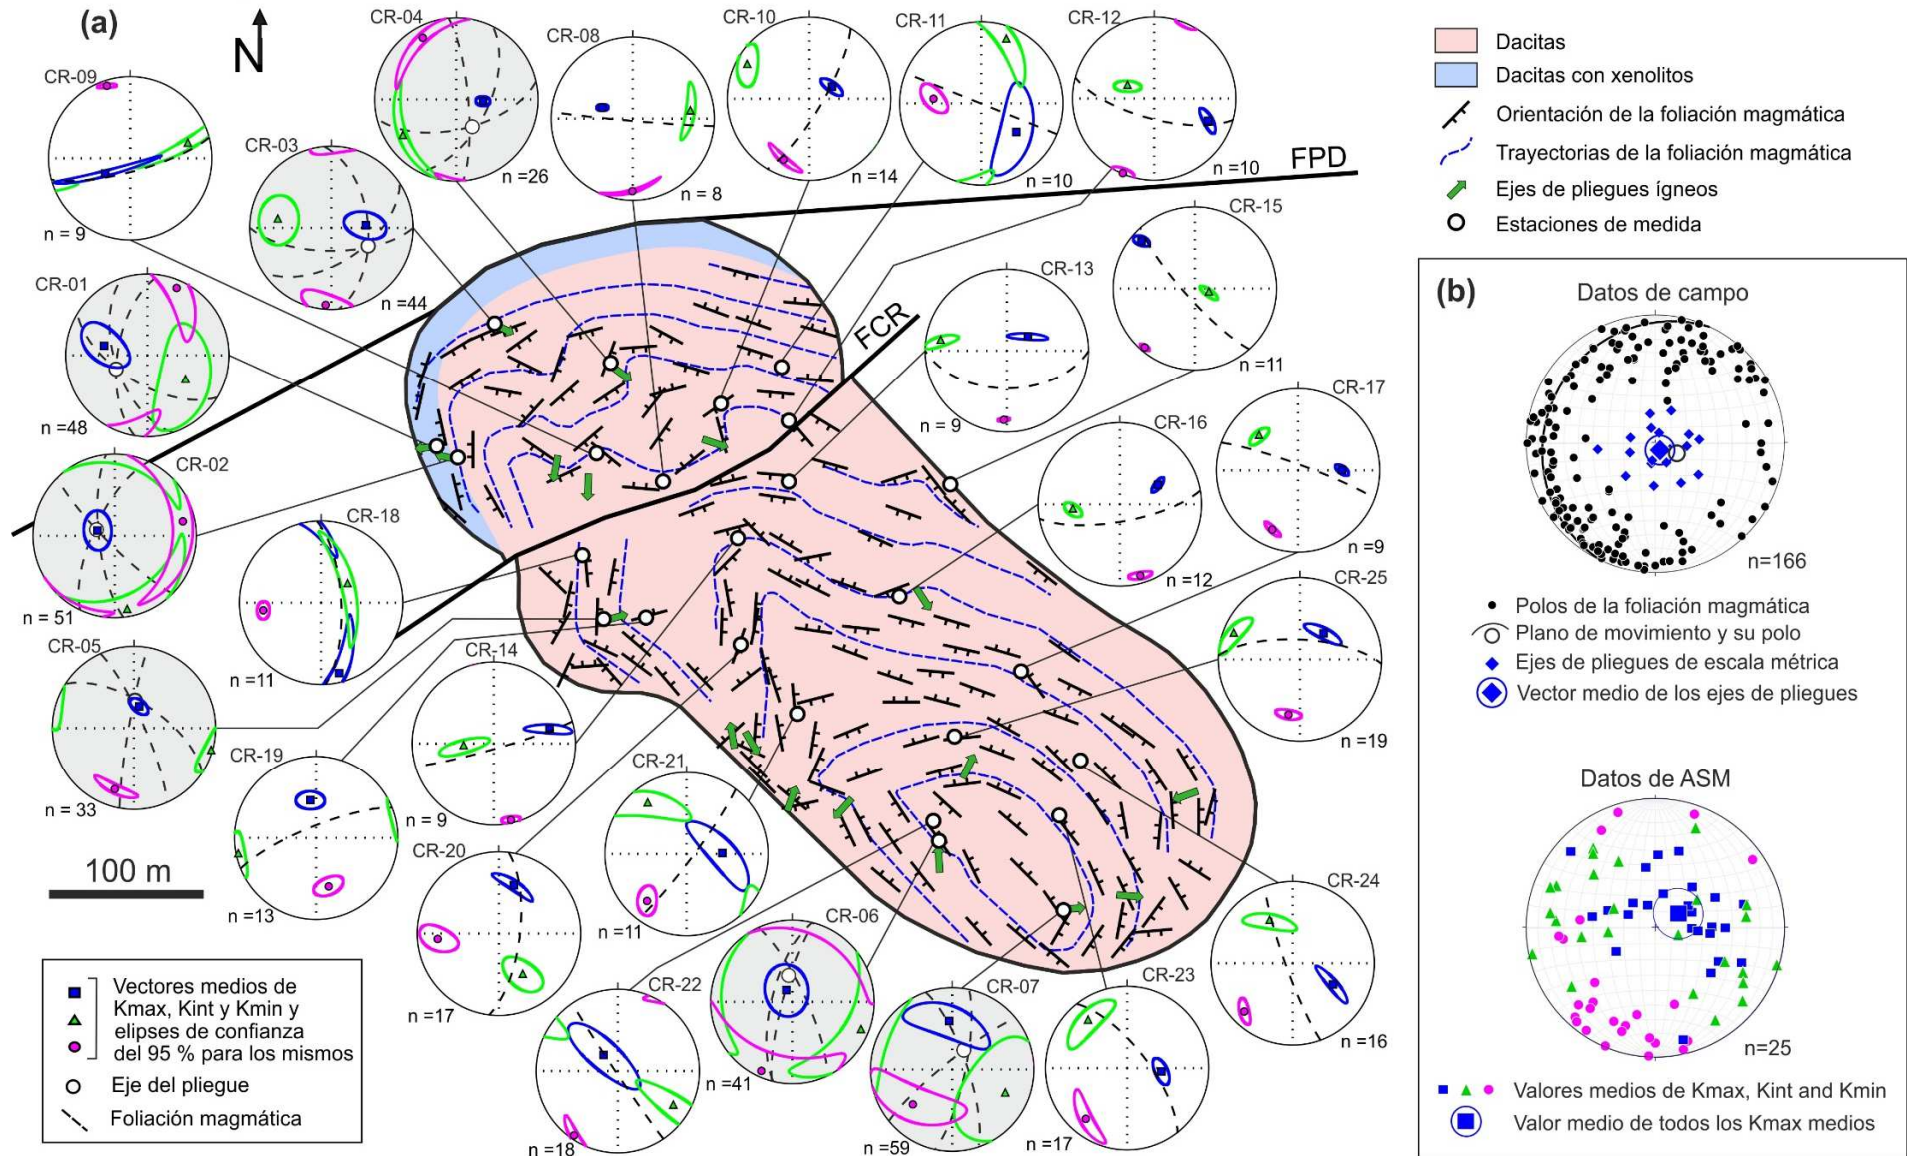 (a)
N
CR-09
n = 9
CR-04
n =26
CR-03
n =44
CR-08
n = 8
CR-10
n =14
CR-11
n =10
CR-12
n =10
FPD
FCR
CR-01
n =48
CR-02
n = 51
CR-15
n =11
CR-13
n = 9
CR-17
n =9
CR-16
n =12
CR-18
n =11
CR-25
n =19
CR-05
n = 33
CR-14
n = 9
CR-19
n =13
CR-21
n =11
CR-20
n =17
CR-06
n =41
CR-22
n =18
CR-07
n =59
CR-23
n =17
CR-24
n =16
100 m
Vectores medios de
Kmax, Kint y Kmin y
elipses de confianza
del 95 % para los mismos
Eje del pliegue
Foliación magmática
Dacitas
Dacitas con xenolitos
Orientación de la foliación magmática
Trayectorias de la foliación magmática
Ejes de pliegues ígneos
Estaciones de medida
(b)
Datos de campo
n=166
Polos de la foliación magmática
Plano de movimiento y su polo
Ejes de pliegues de escala métrica
Vector medio de los ejes de pliegues
Datos de ASM
n=25
Valores medios de Kmax, Kint and Kmin
Valor medio de todos los Kmax medios